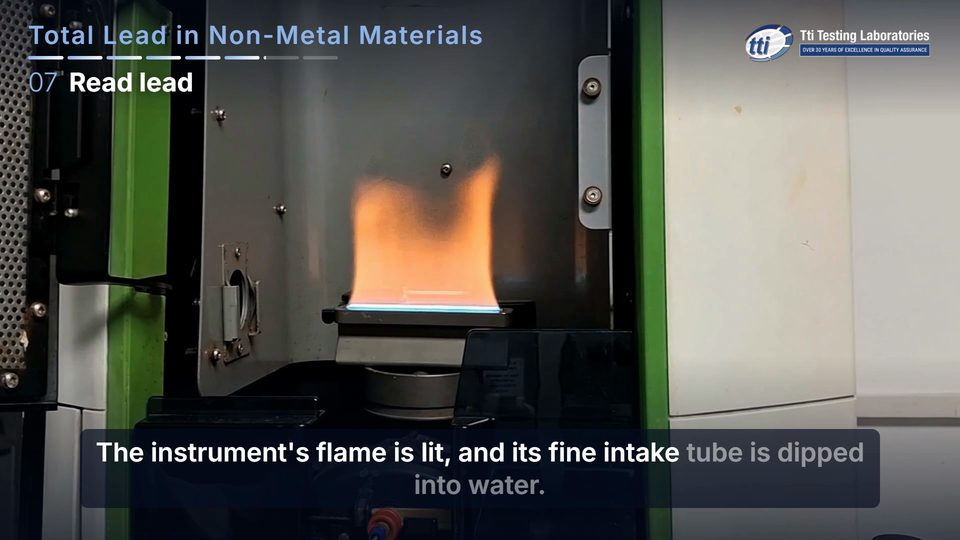 Total Lead in Non-Metal Materials
07 Read lead
tti
Tti Testing Laboratories
OVER 30 YEARS OF EXCELLENCE IN QUALITY ASSURANCE
The instrument's flame is lit, and its fine intake tube is dipped
into water.